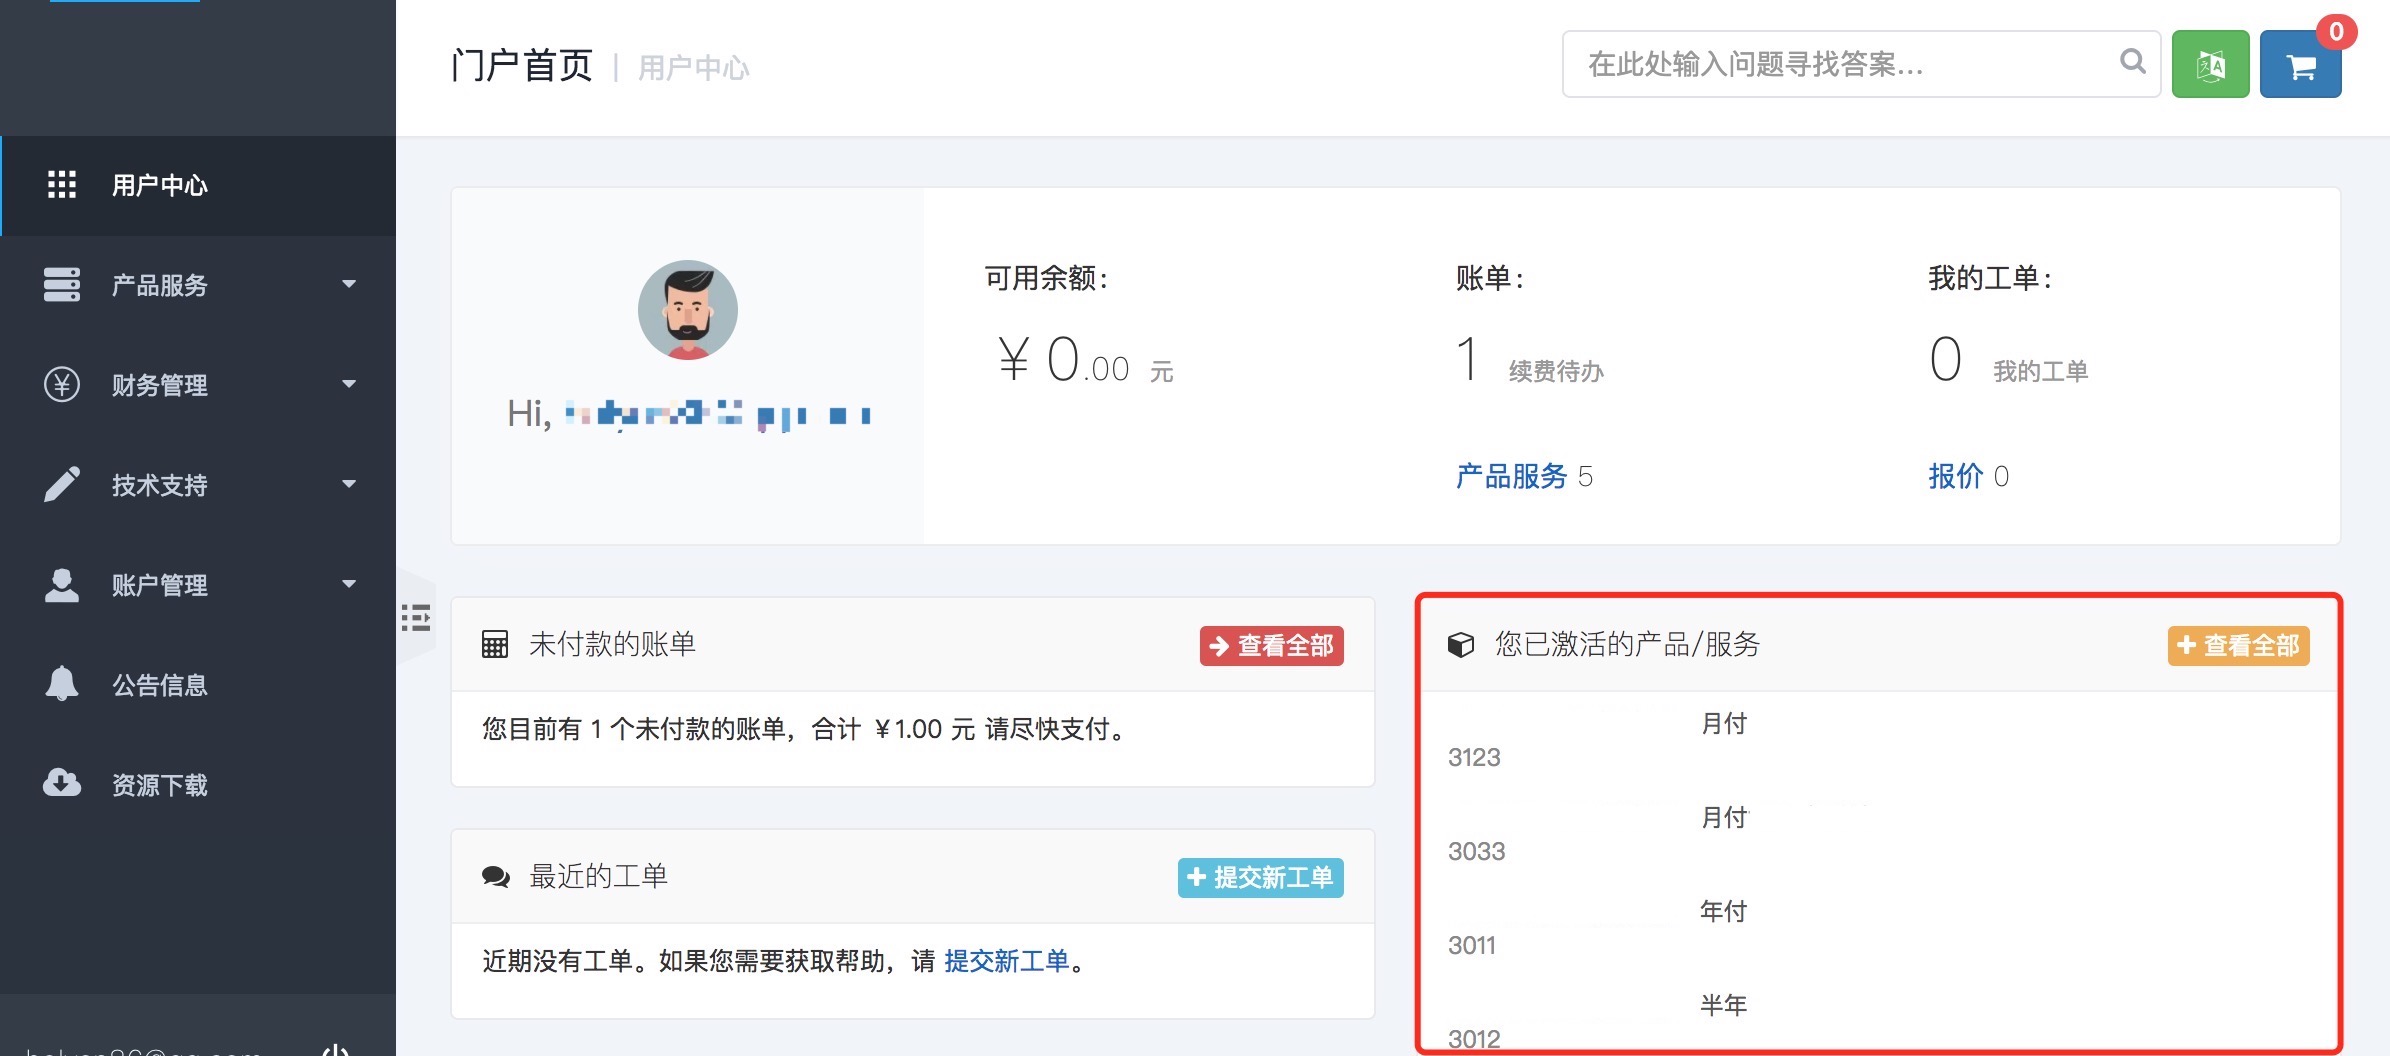 门户首页 | 用户中心
在此处输入问题寻找答案...
0
用户中心
产品服务
财务管理
技术支持
账户管理
公告信息
资源下载
Hi,
可用余额：
¥ 0.00 元
账单：
1 续费待办
产品服务 5
我的工单：
0 我的工单
报价 0
未付款的账单
查看全部
您目前有 1 个未付款的账单，合计 ¥1.00 元 请尽快支付。
最近的工单
提交新工单
近期没有工单。如果您需要获取帮助，请 提交新工单。
您已激活的产品/服务
查看全部
月付
3123
月付
3033
年付
3011
半年
3012